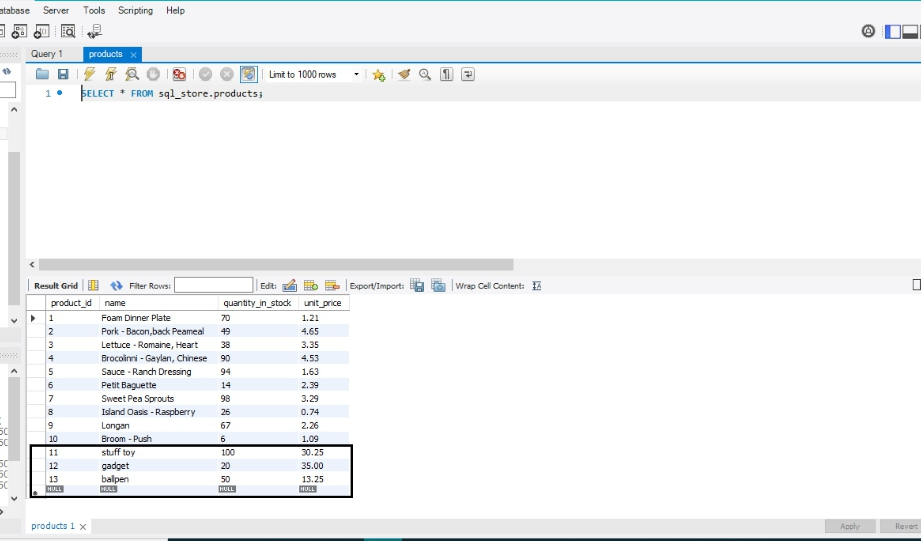 atabase Server Tools Scripting Help
Query 1 products
Limit to 1000 rows
1 SELECT * FROM sql_store.products;
Result Grid Filter Rows: Edit: Export/Import: Wrap Cell Content:
product_id name quantity_in_stock unit_price
1 Foam Dinner Plate 70 1.21
2 Pork - Bacon,back Peameal 49 4.65
3 Lettuce - Romaine, Heart 38 3.35
4 Brocolinni - Gaylan, Chinese 90 4.53
5 Sauce - Ranch Dressing 94 1.63
6 Petit Baguette 14 2.39
7 Sweet Pea Sprouts 98 3.29
8 Island Oasis - Raspberry 26 0.74
9 Longan 67 2.26
10 Broom - Push 6 1.09
11 stuff toy 100 30.25
12 gadget 20 35.00
13 ballpen 50 13.25
NULL NULL NULL NULL
products 1
Apply Revert